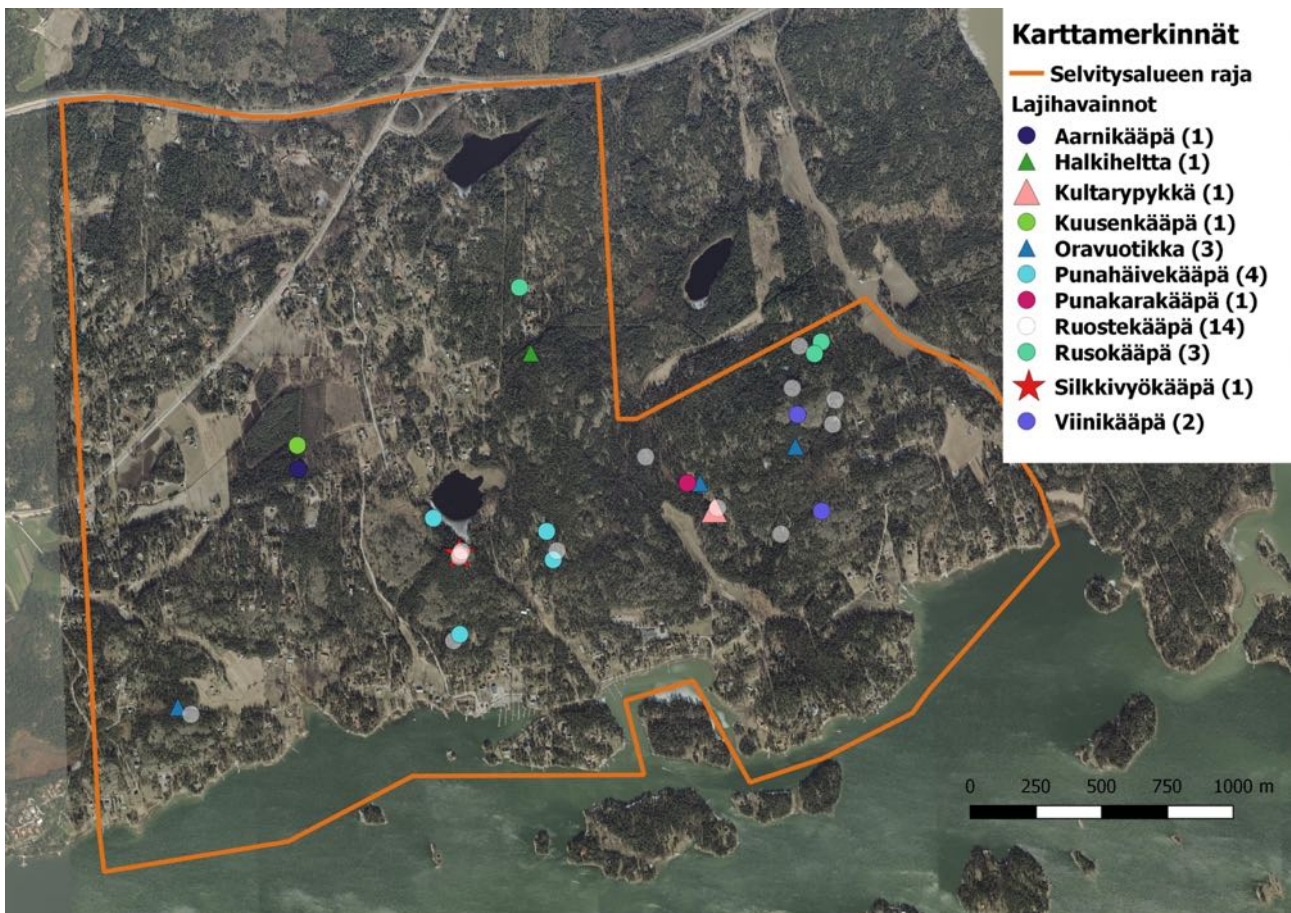 Karttamerkinnät
Selvitysalueen raja
Lajihavainnot
Aarnikääpä (1)
Halkiheltta (1)
Kultarypykkä (1)
Kuusenkääpä (1)
Oravuotikka (3)
Punahäivekääpä (4)
Punakarakääpä (1)
Ruostekääpä (14)
Rusokääpä (3)
Silkkivyökääpä (1)
Viinikääpä (2)
0 250 500 750 1000 m